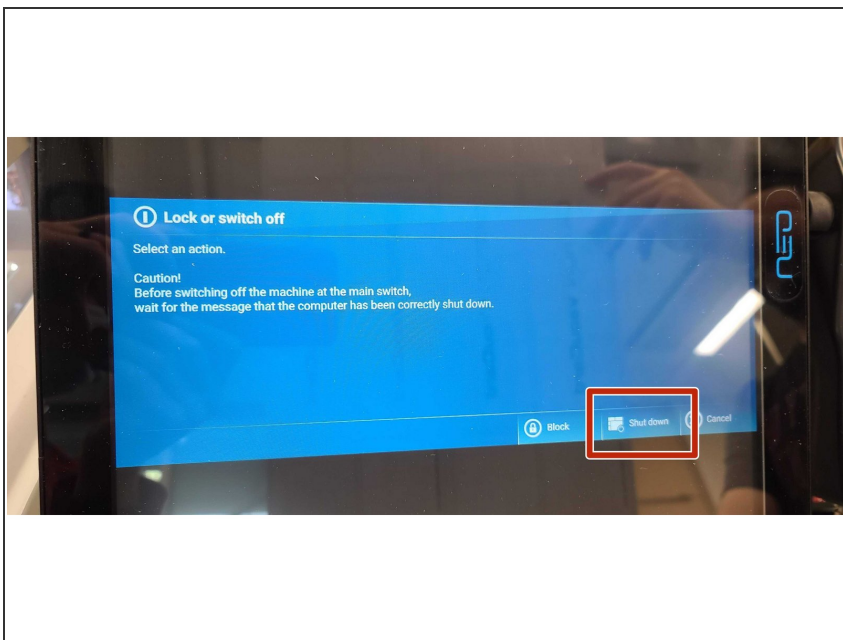 Lock or switch off
Select an action.
Caution!
Before switching off the machine at the main switch,
wait for the message that the computer has been correctly shut down.
Block
Shut down
Cancel